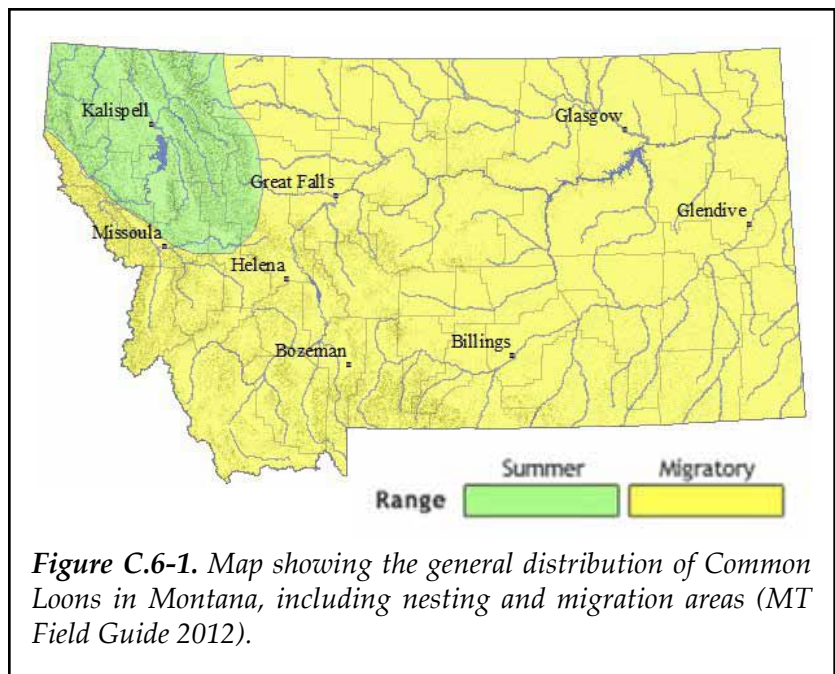 Kalispell
Glasgow
Great Falls
Glendive
Missoula
Helena
Bozeman
Billings
Summer Migratory
Range
Figure C.6-1. Map showing the general distribution of Common
Loons in Montana, including nesting and migration areas (MT
Field Guide 2012).